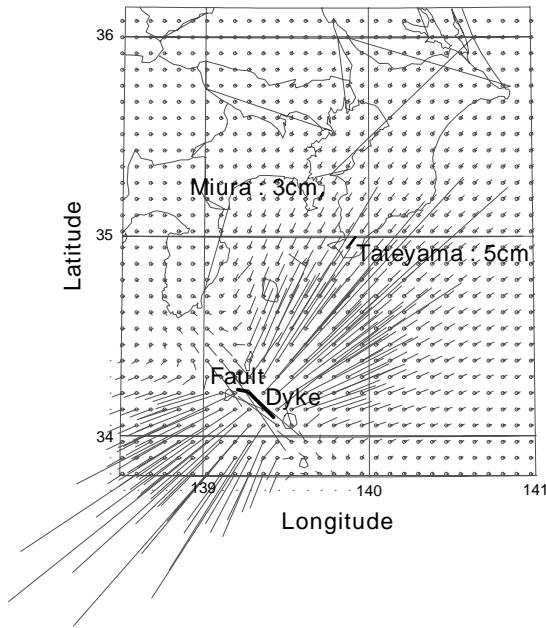 36
Miura : 3cm
35
Tateyama : 5cm
Latitude
Fault
Dyke
34
139
140
141
Longitude